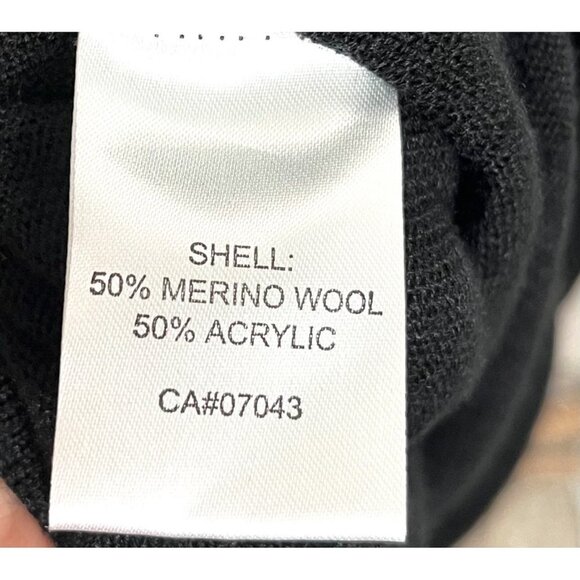 SHELL:
50% MERINO WOOL
50% ACRYLIC
CA#07043